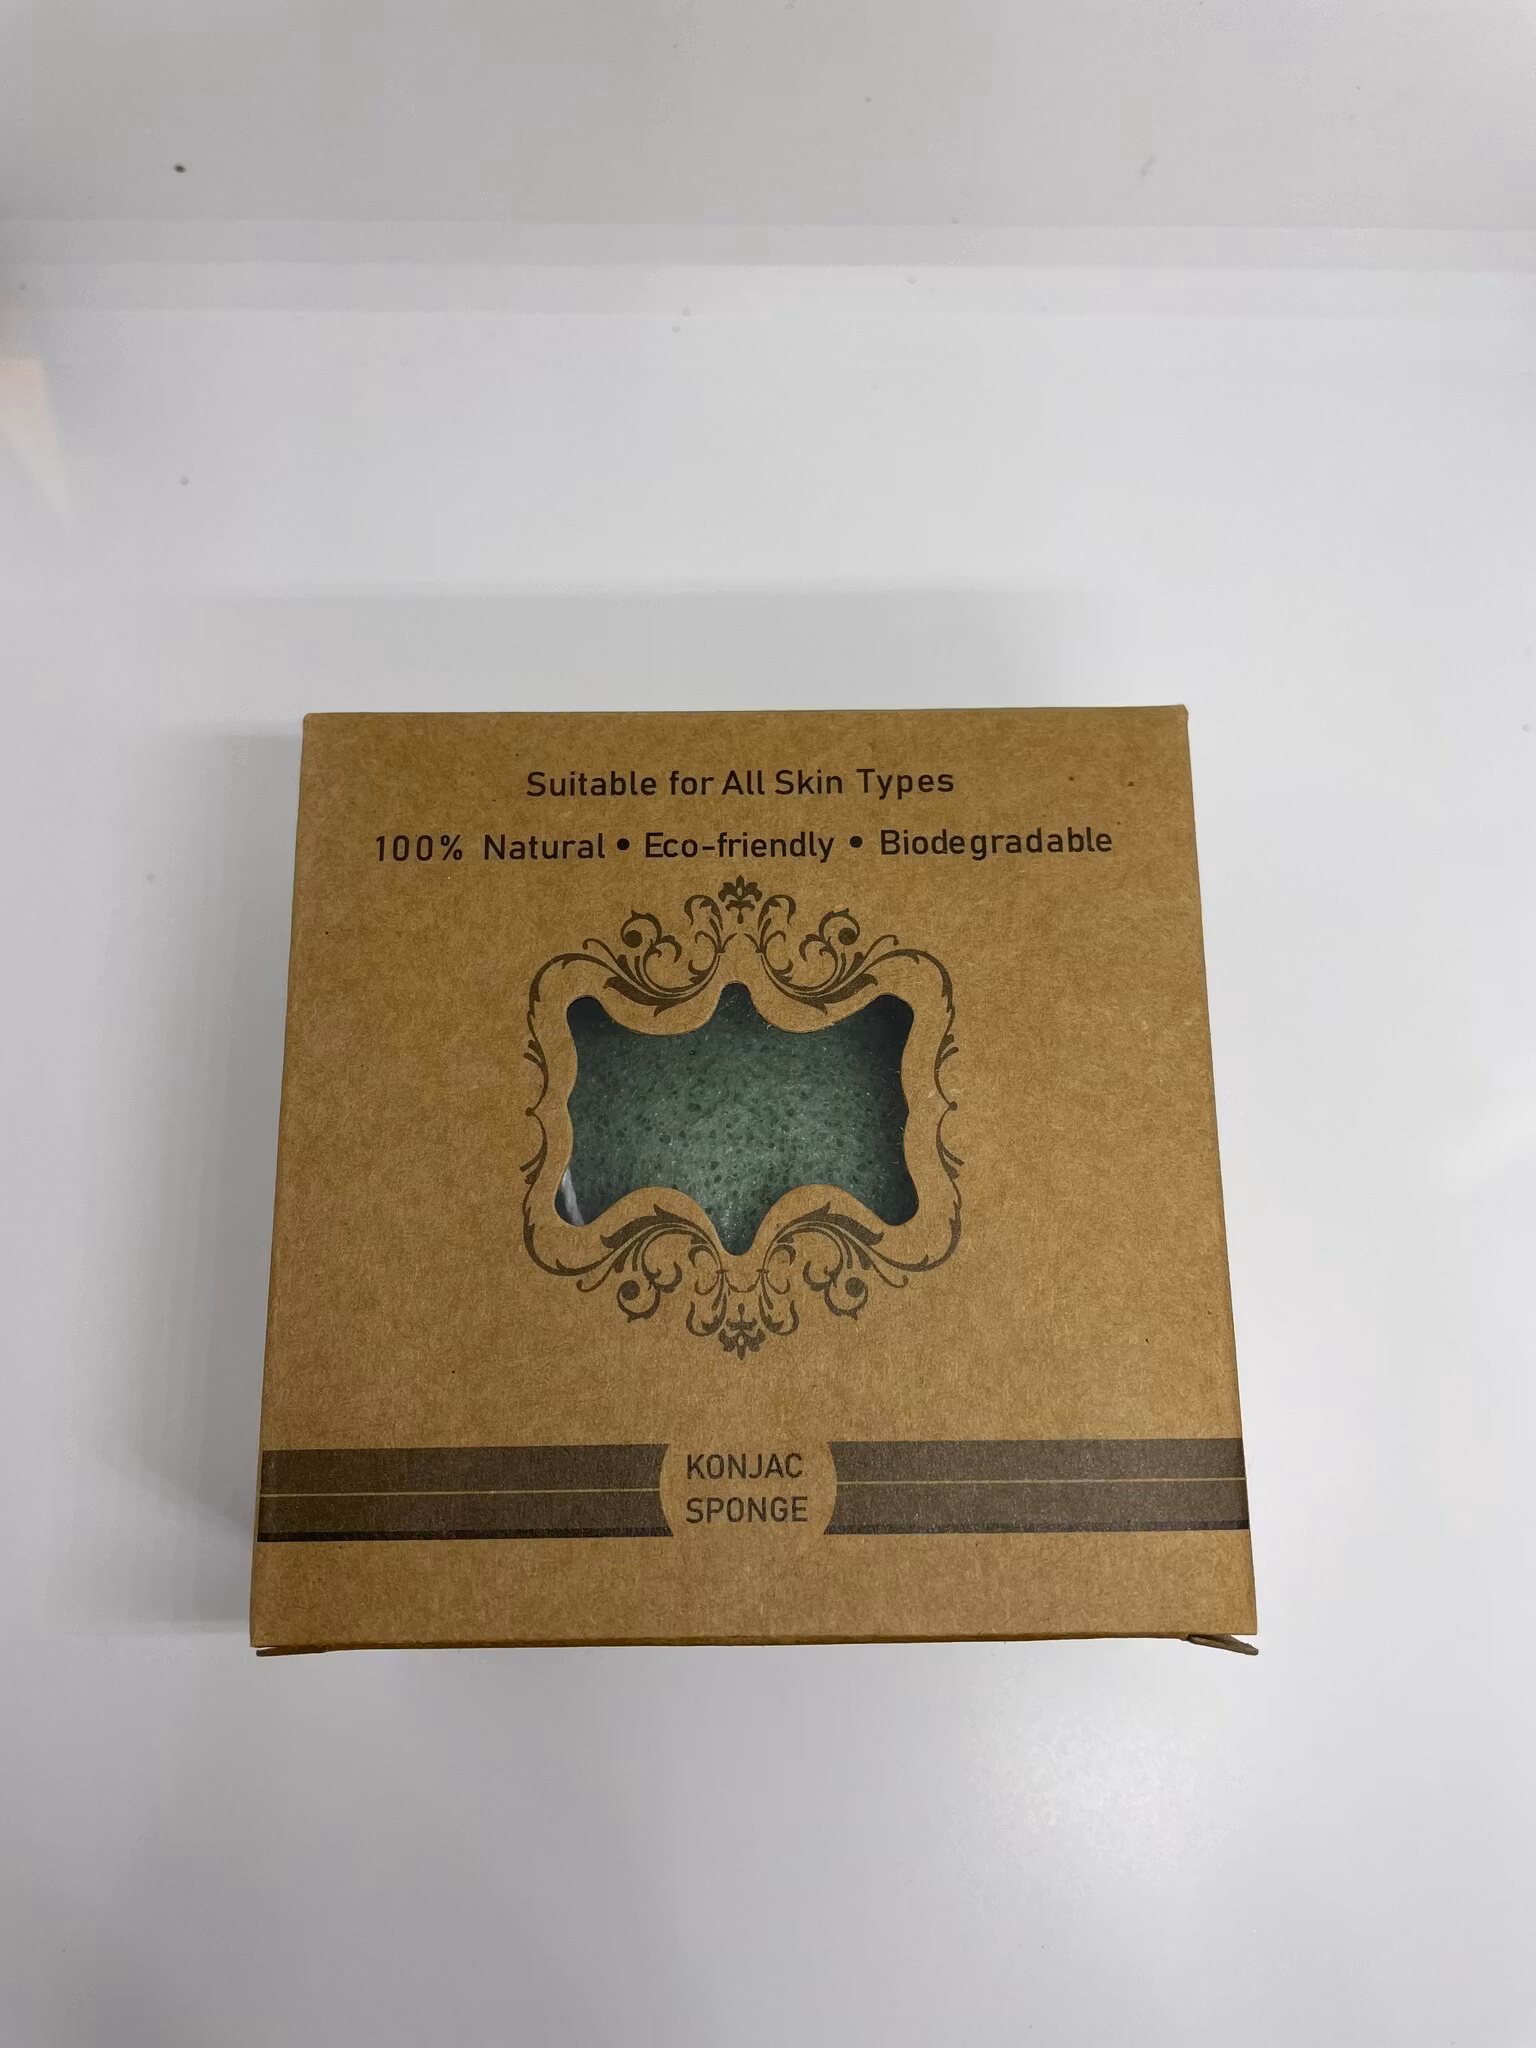 Suitable for All Skin Types
100% Natural • Eco-friendly • Biodegradable
KONJAC
SPONGE